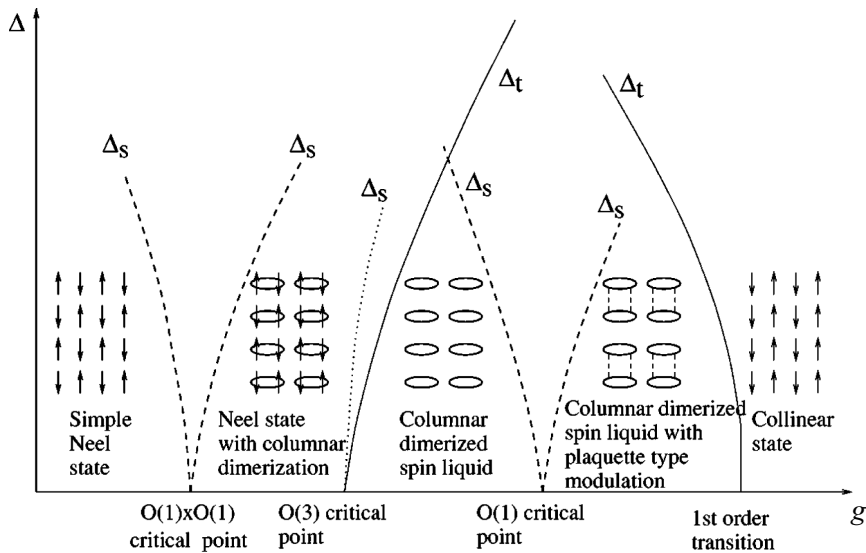 Δ
Δt
Δt
Δs
Δs
Δs
Δs
Δs
Simple
Neel
state
Neel state
with columnar
dimerization
Columnar
dimerized
spin liquid
Columnar dimerized
spin liquid with
plaquette type
modulation
Collinear
state
O(1)xO(1)
critical point
O(3) critical
point
O(1) critical
point
1st order
transition
g